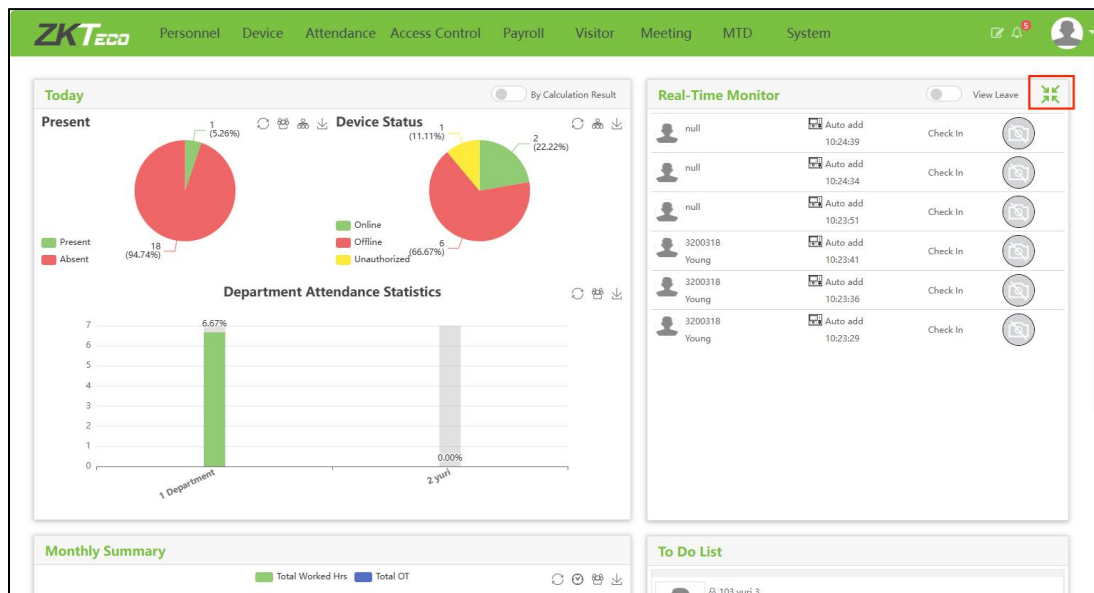 ZKTECO Personnel Device Attendance Access Control Payroll Visitor Meeting MTD System 5
Today By Calculation Result
Present
1
(5.26%)
18
(94.74%)
Present
Absent
Device Status
1
(11.11%)
2
(22.22%)
Online
Offline
Unauthorized
6
(66.67%)
Department Attendance Statistics
7
6
5
4
3
2
1
0
6.67%
0.00%
1 Department
2 yuri
Real-Time Monitor View Leave
null Auto add Check In
10:24:39
null Auto add Check In
10:24:34
null Auto add Check In
10:23:51
3200318 Auto add Check In
Young 10:23:41
3200318 Auto add Check In
Young 10:23:36
3200318 Auto add Check In
Young 10:23:29
Monthly Summary
Total Worked Hrs Total OT
To Do List
103 yuri 3